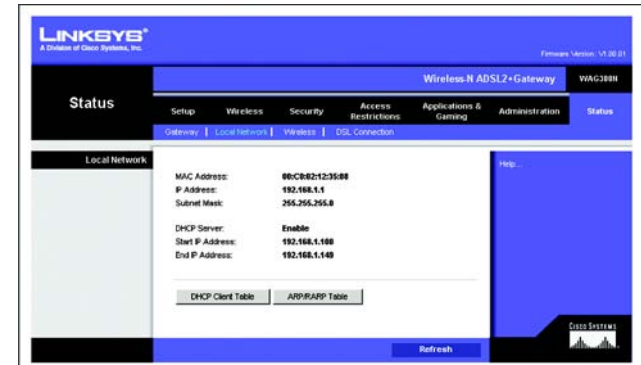 LINKSYS®
A Division of Cisco Systems, Inc.
Firmware Version: V1.00.01
Wireless-N ADSL2+Gateway WAG300N
Status
Setup Wireless Security Access Restrictions Applications & Gaming Administration Status
Gateway | Local Network | Wireless | DSL Connection
Local Network
Help...
MAC Address: 00:C0:02:12:35:88
IP Address: 192.168.1.1
Subnet Mask: 255.255.255.0
DHCP Server: Enable
Start IP Address: 192.168.1.100
End IP Address: 192.168.1.149
DHCP Client Table ARP/RARP Table
Refresh
CISCO SYSTEMS